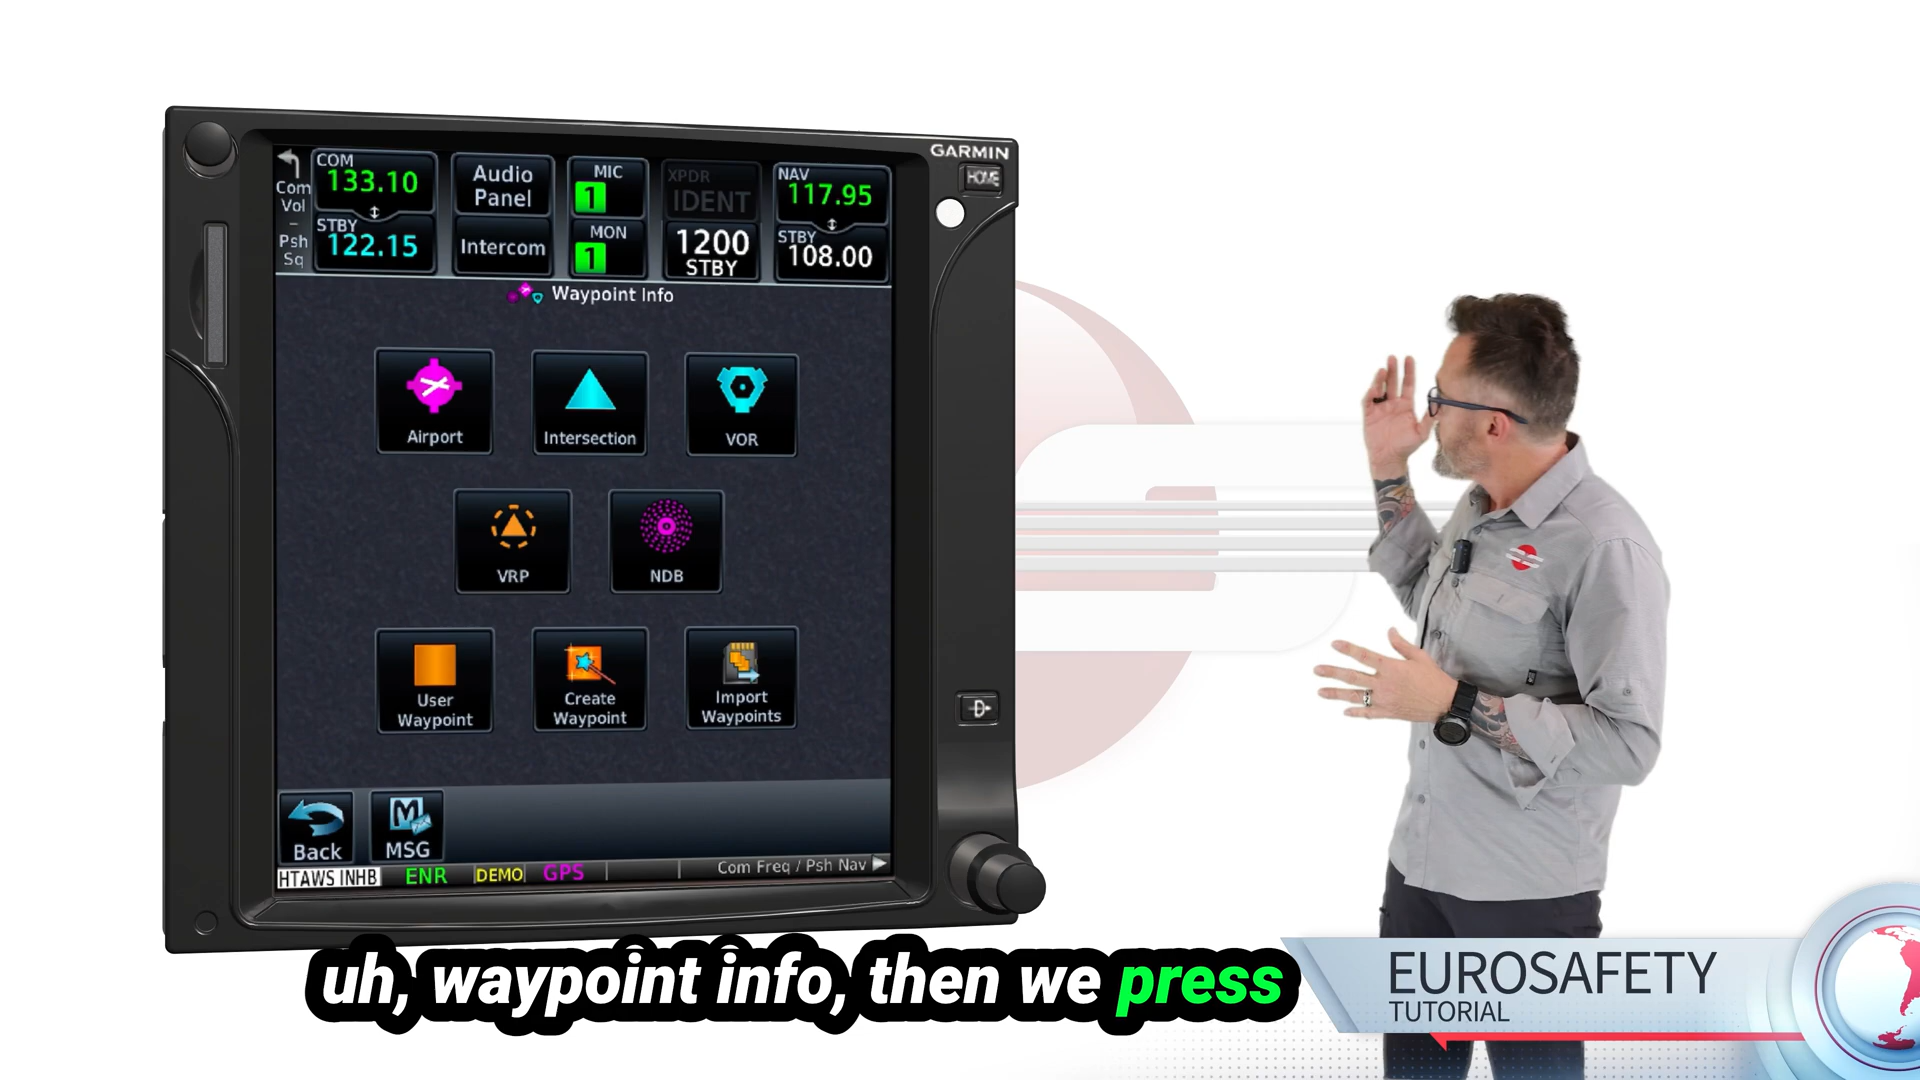 GARMIN
HOME
Com
Vol
–
Psh
Sq
COM
133.10
STBY
122.15
Audio
Panel
Intercom
MIC
1
MON
1
XPDR
IDENT
1200
STBY
NAV
117.95
STBY
108.00
Waypoint Info
Airport
Intersection
VOR
VRP
NDB
User
Waypoint
Create
Waypoint
Import
Waypoints
Back
MSG
HTAWS INHB
ENR
DEMO
GPS
Com Freq / Psh Nav
uh, waypoint info, then we press
EUROSAFETY
TUTORIAL